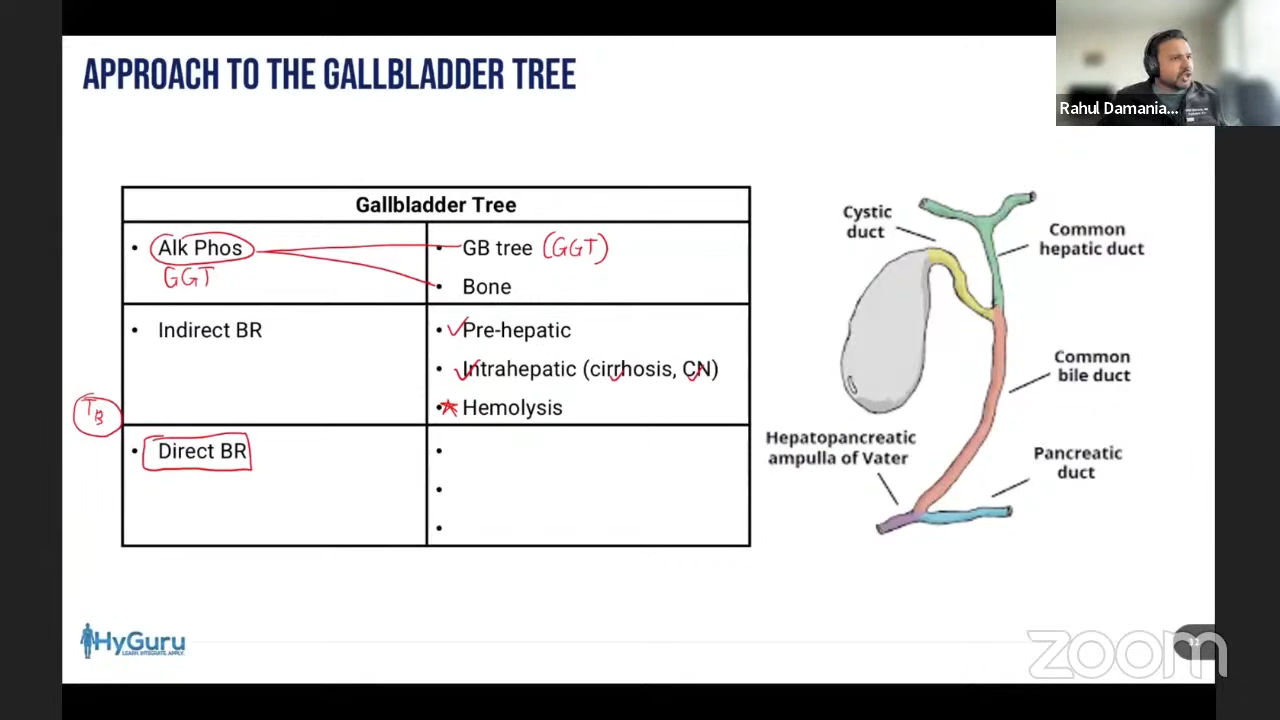 APPROACH TO THE GALLBLADDER TREE
Rahul Damania...
Gallbladder Tree
• Alk Phos
GGT
• GB tree (GGT)
• Bone
• Indirect BR
• Pre-hepatic
• Intrahepatic (cirrhosis, CN)
• Hemolysis
TB
• Direct BR
•
•
•
Cystic
duct
Common
hepatic duct
Common
bile duct
Hepatopancreatic
ampulla of Vater
Pancreatic
duct
HyGuru
LEARN. INTEGRATE. APPLY.
zoom